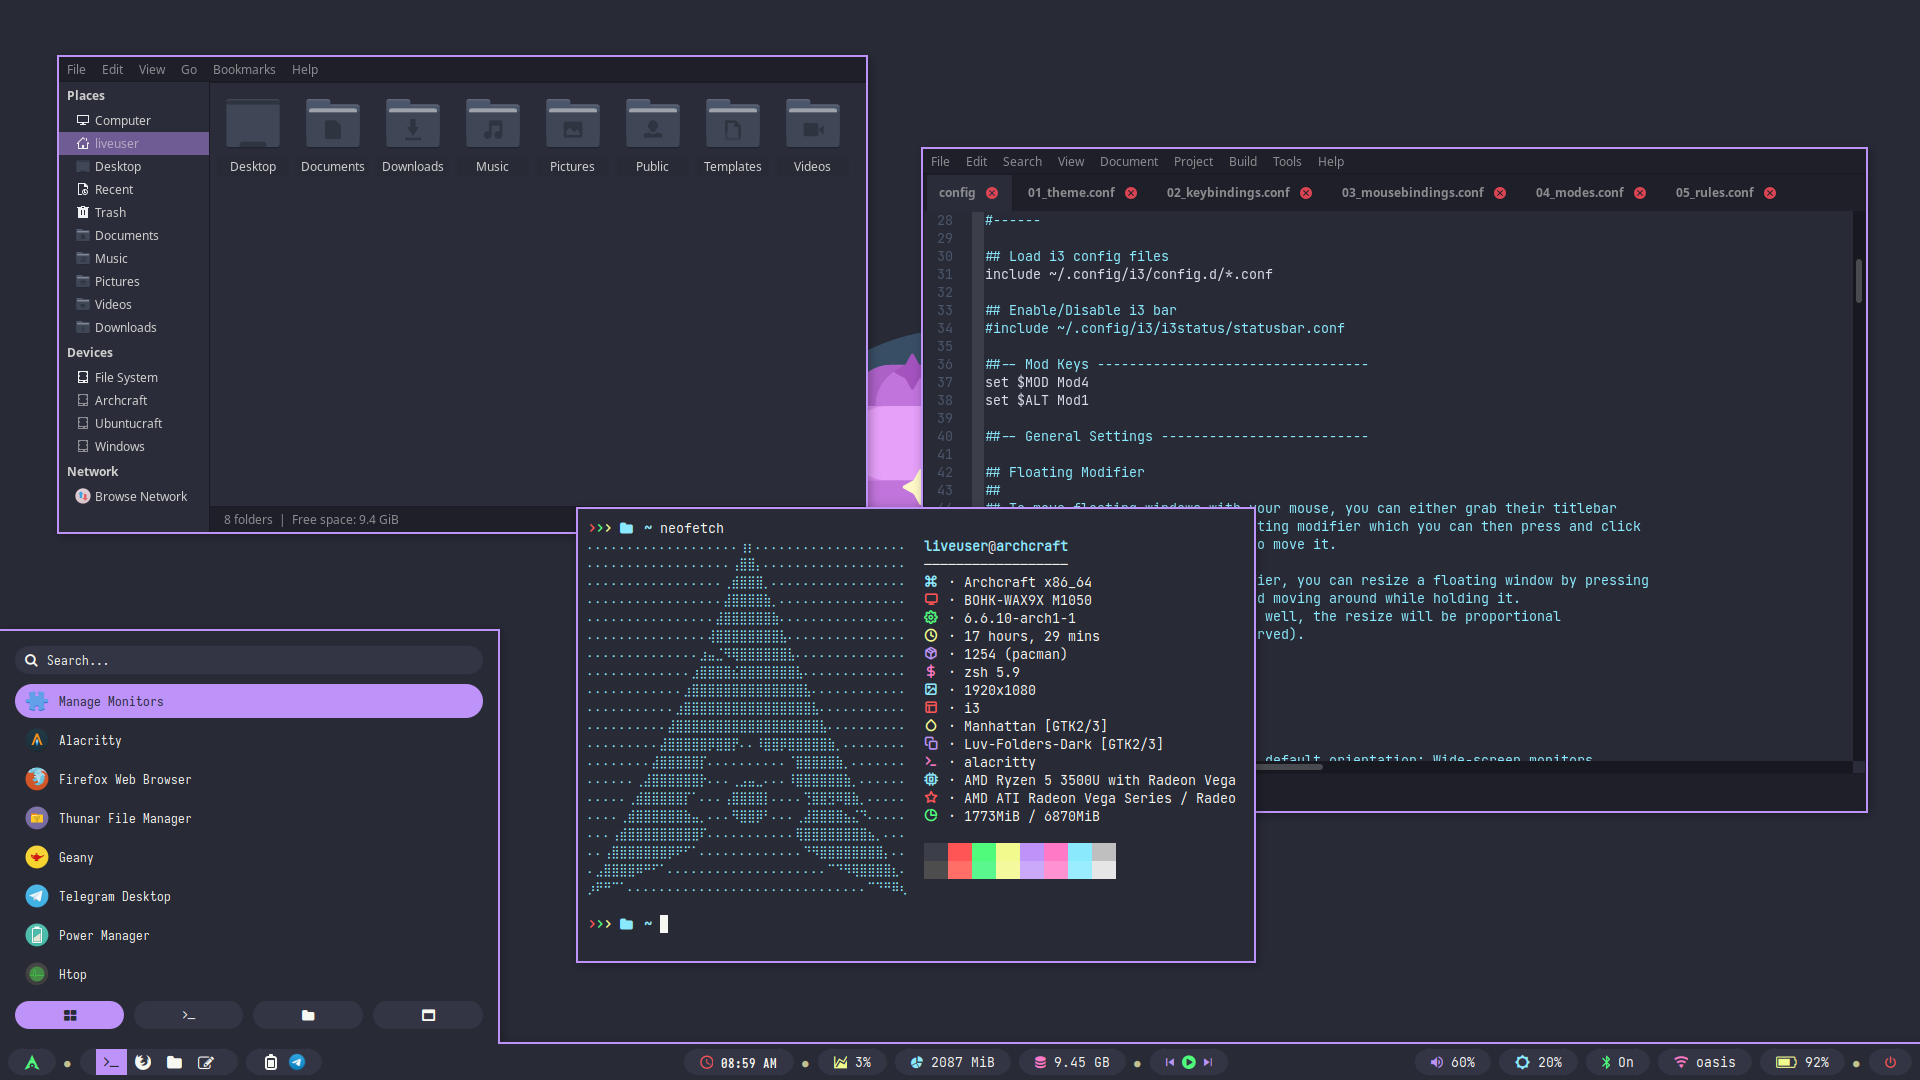 File Edit View Go Bookmarks Help
Places
Computer
liveuser
Desktop
Recent
Trash
Documents
Music
Pictures
Videos
Downloads
Devices
File System
Archcraft
Ubuntucraft
Windows
Network
Browse Network
Desktop Documents Downloads Music Pictures Public Templates Videos
8 folders | Free space: 9.4 GiB
File Edit Search View Document Project Build Tools Help
config 01_theme.conf 02_keybindings.conf 03_mousebindings.conf 04_modes.conf 05_rules.conf
28 #------
29
30 ## Load i3 config files
31 include ~/.config/i3/config.d/*.conf
32
33 ## Enable/Disable i3 bar
34 #include ~/.config/i3/i3status/statusbar.conf
35
36 ##-- Mod Keys ----------------------------------
37 set $MOD Mod4
38 set $ALT Mod1
39
40 ##-- General Settings --------------------------
41
42 ## Floating Modifier
43 ##
## To move floating windows with your mouse, you can either grab their titlebar
ting modifier which you can then press and click
o move it.
ier, you can resize a floating window by pressing
d moving around while holding it.
well, the resize will be proportional
rved).
default orientation: Wide-screen monitors
>>> ~ neofetch
liveuser@archcraft
------------------
· Archcraft x86_64
· BOHK-WAX9X M1050
· 6.6.10-arch1-1
· 17 hours, 29 mins
· 1254 (pacman)
· zsh 5.9
· 1920x1080
· i3
· Manhattan [GTK2/3]
· Luv-Folders-Dark [GTK2/3]
· alacritty
· AMD Ryzen 5 3500U with Radeon Vega
· AMD ATI Radeon Vega Series / Radeo
· 1773MiB / 6870MiB
>>> ~
Search...
Manage Monitors
Alacritty
Firefox Web Browser
Thunar File Manager
Geany
Telegram Desktop
Power Manager
Htop
08:59 AM 3% 2087 MiB 9.45 GB 60% 20% On oasis 92%